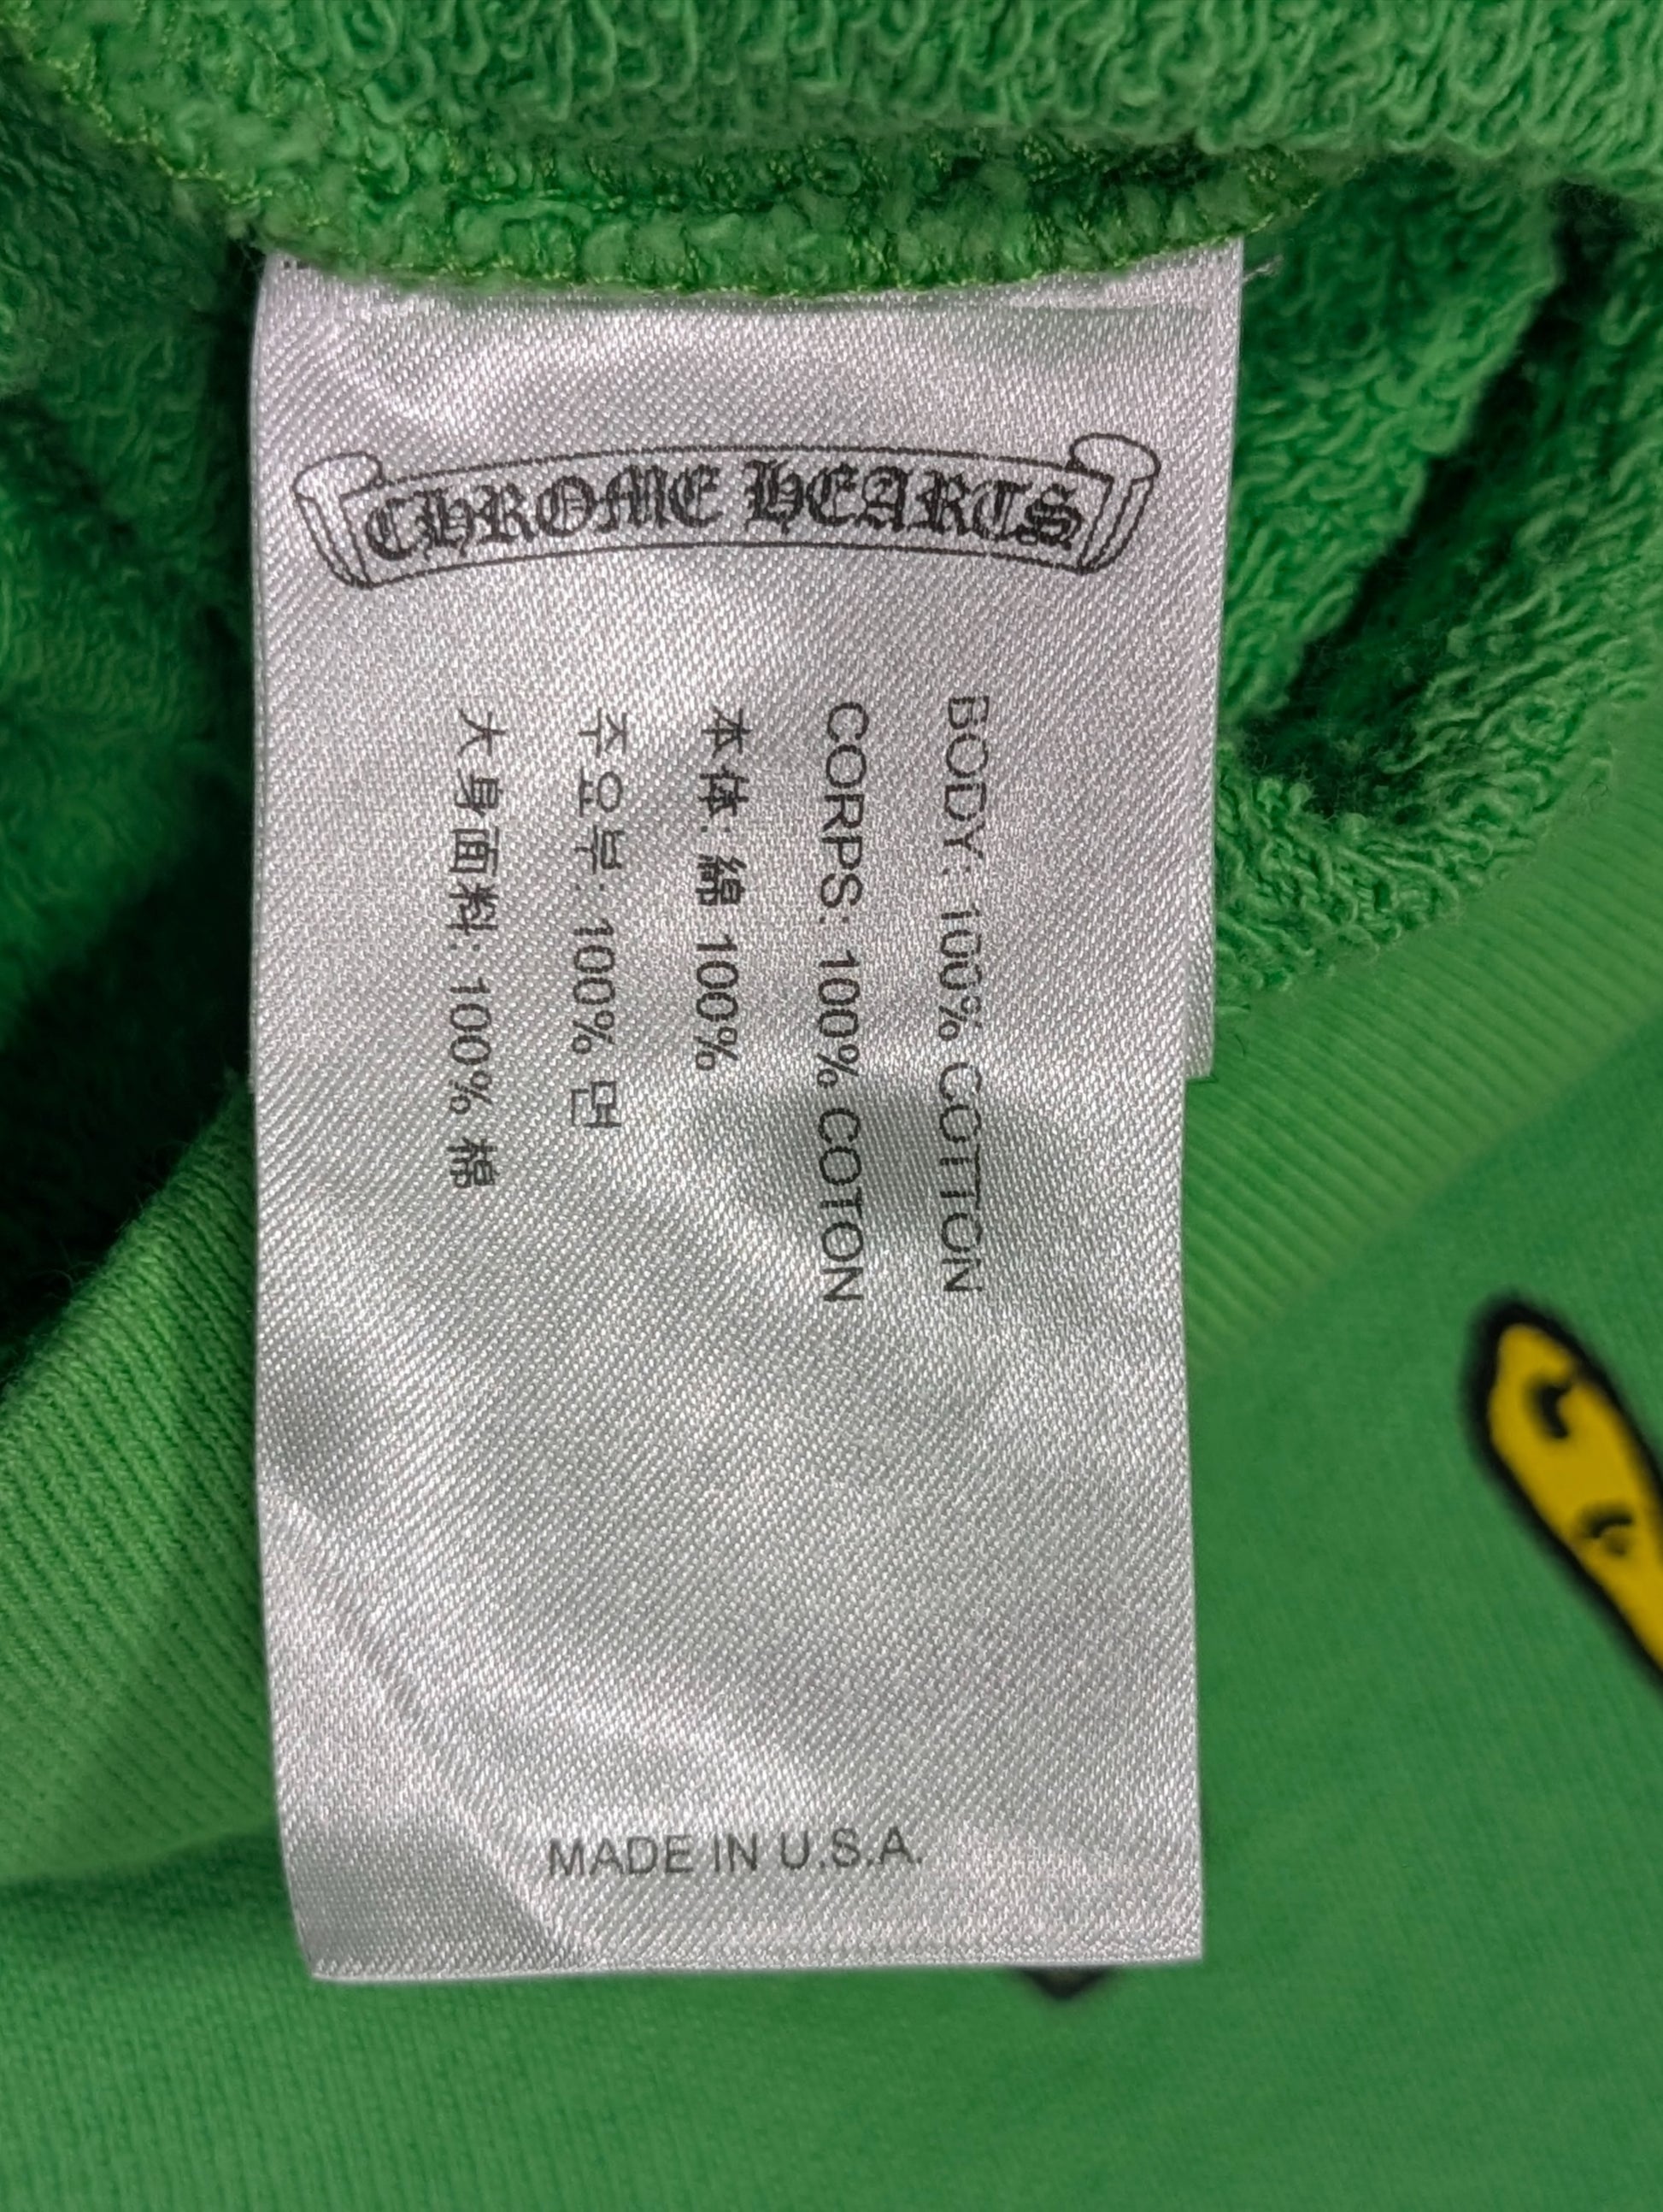 CHROME HEARTS
BODY: 100% COTTON
CORPS: 100% COTON
本体: 綿 100%
주요부: 100% 면
大身面料: 100% 棉
MADE IN U.S.A.